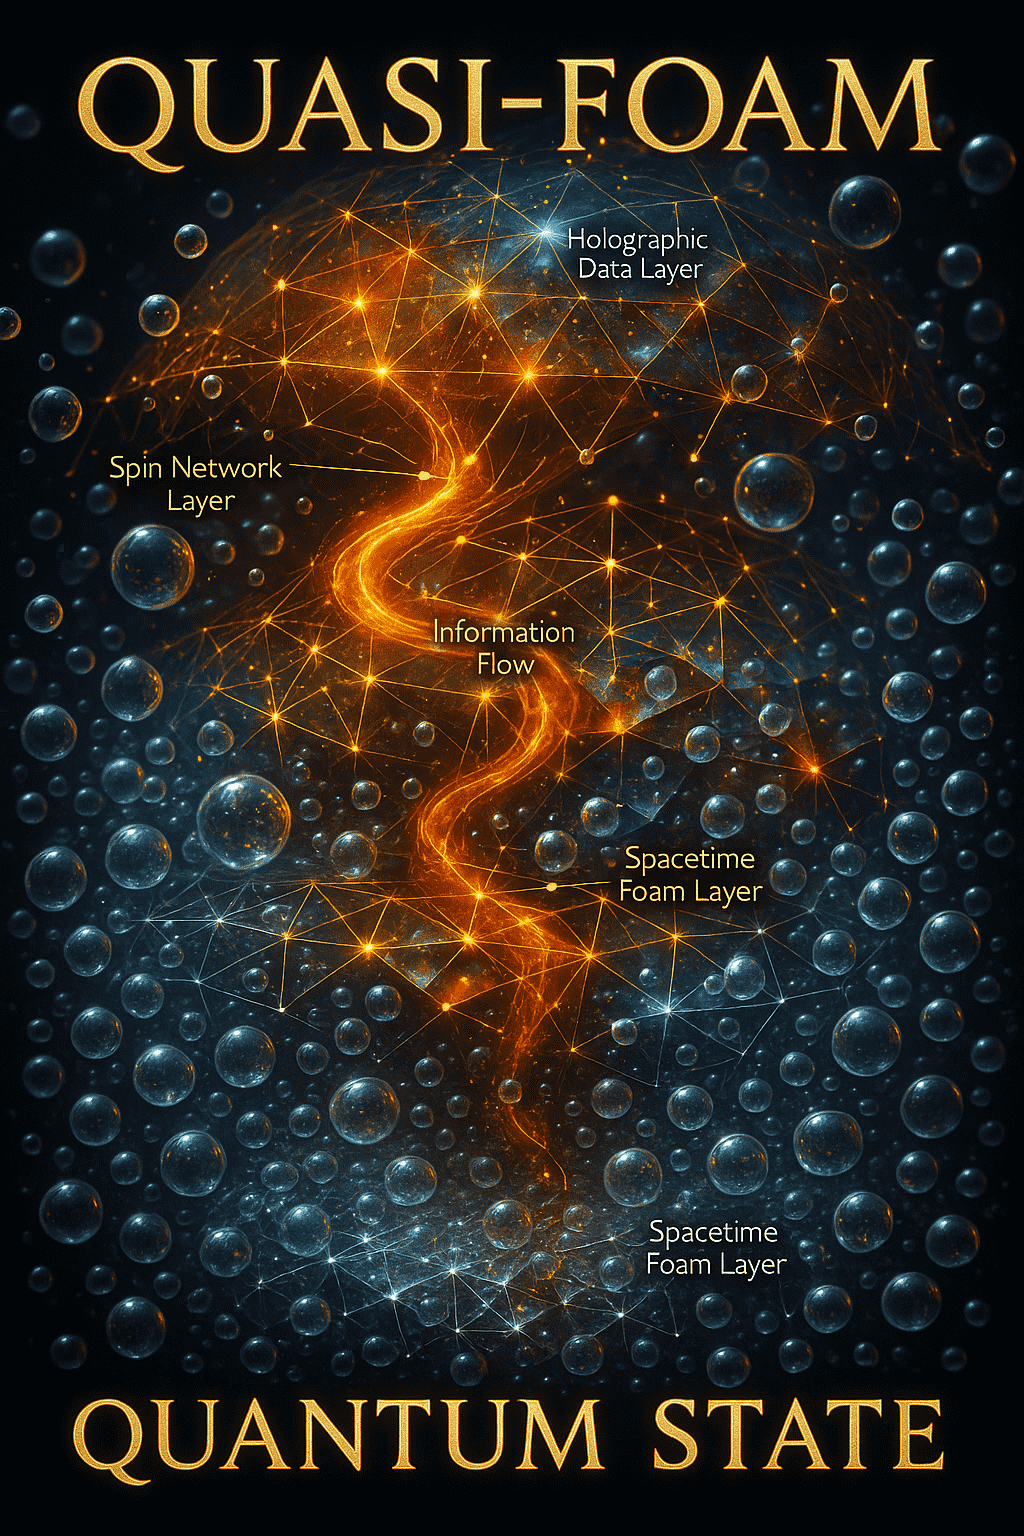 QUASI-FOAM
Holographic
Data Layer
Spin Network
Layer
Information
Flow
Spacetime
Foam Layer
Spacetime
Foam Layer
QUANTUM STATE